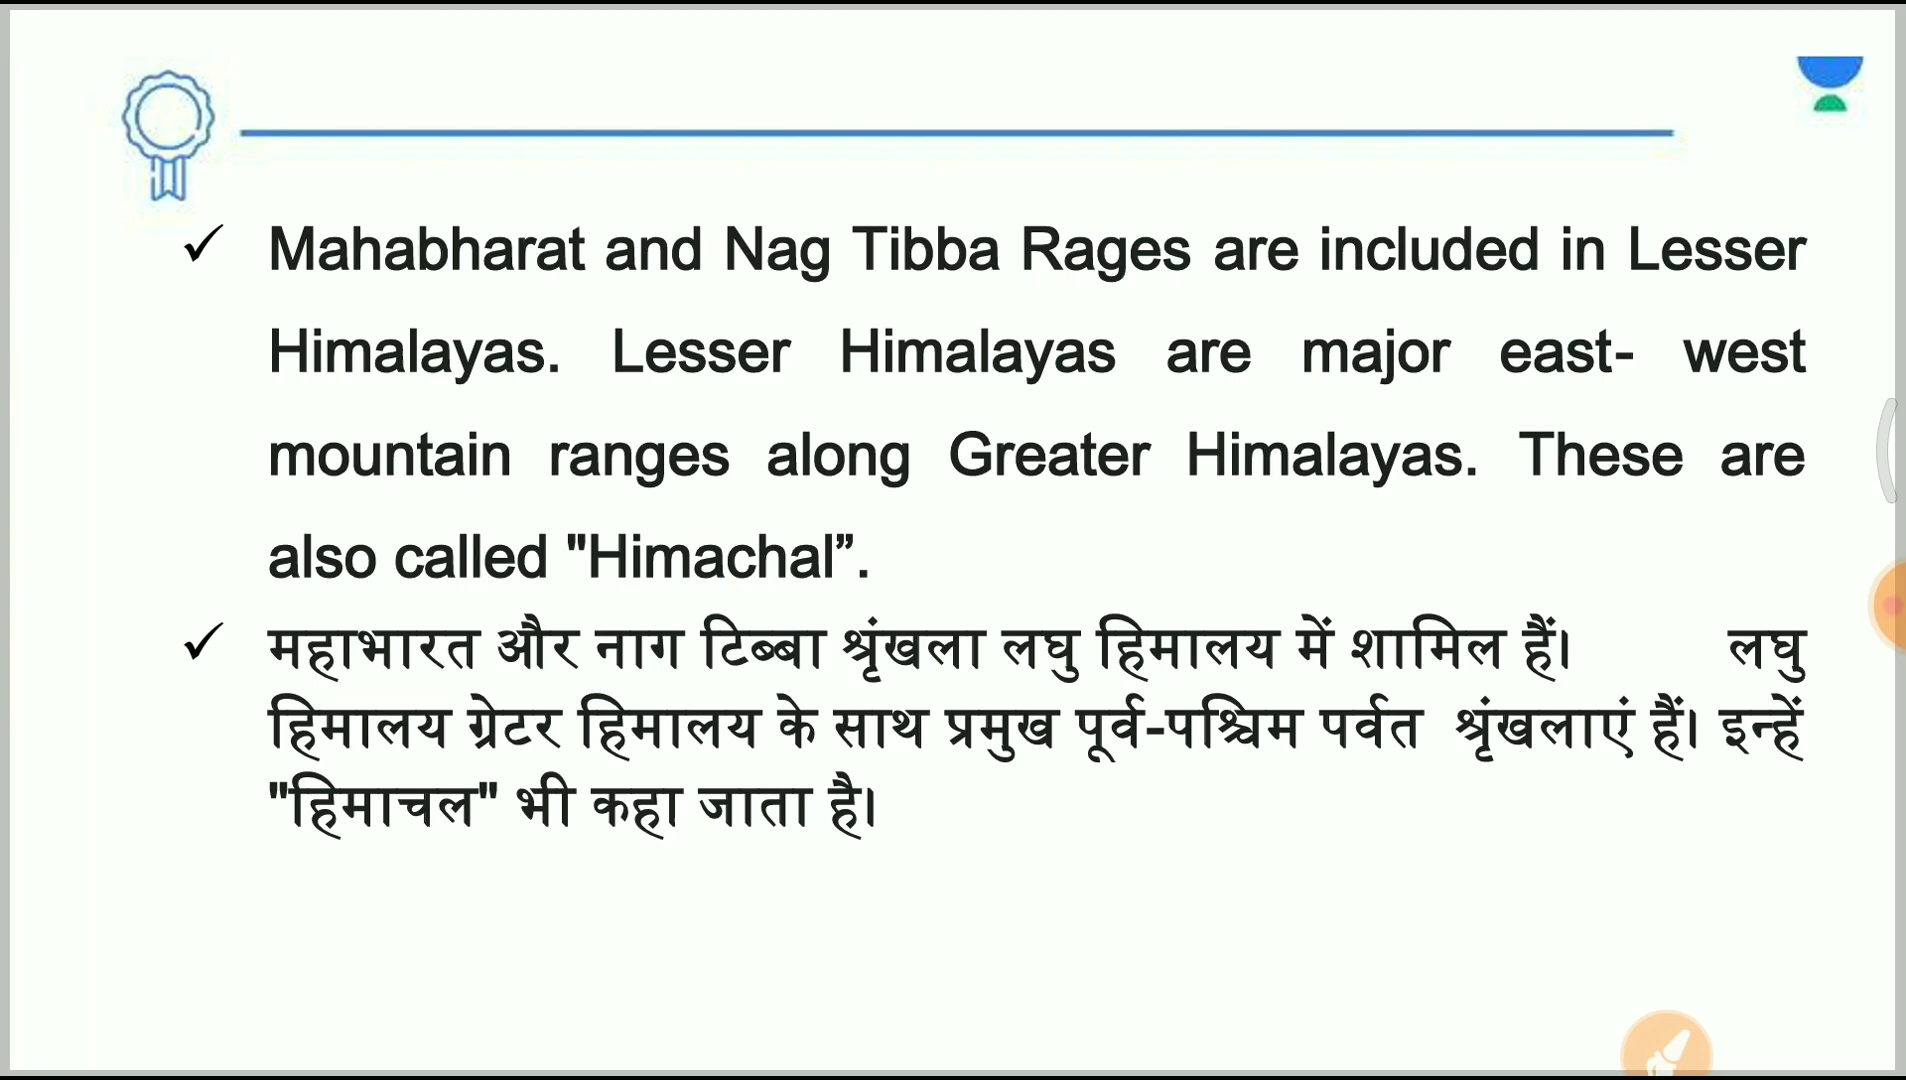 ✓ Mahabharat and Nag Tibba Rages are included in Lesser
Himalayas. Lesser Himalayas are major east- west
mountain ranges along Greater Himalayas. These are
also called "Himachal”.
✓ महाभारत और नाग टिब्बा श्रृंखला लघु हिमालय में शामिल हैं। लघु
हिमालय ग्रेटर हिमालय के साथ प्रमुख पूर्व-पश्चिम पर्वत श्रृंखलाएं हैं। इन्हें
"हिमाचल" भी कहा जाता है।